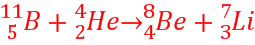 ¹¹₅B + ⁴₂He→⁸₄Be + ⁷₃Li